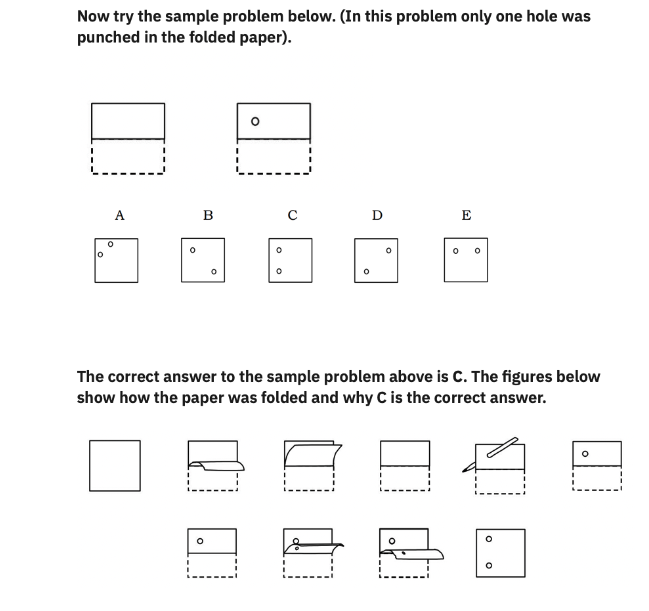 Now try the sample problem below. (In this problem only one hole was
punched in the folded paper).
A B C D E
The correct answer to the sample problem above is C. The figures below
show how the paper was folded and why C is the correct answer.